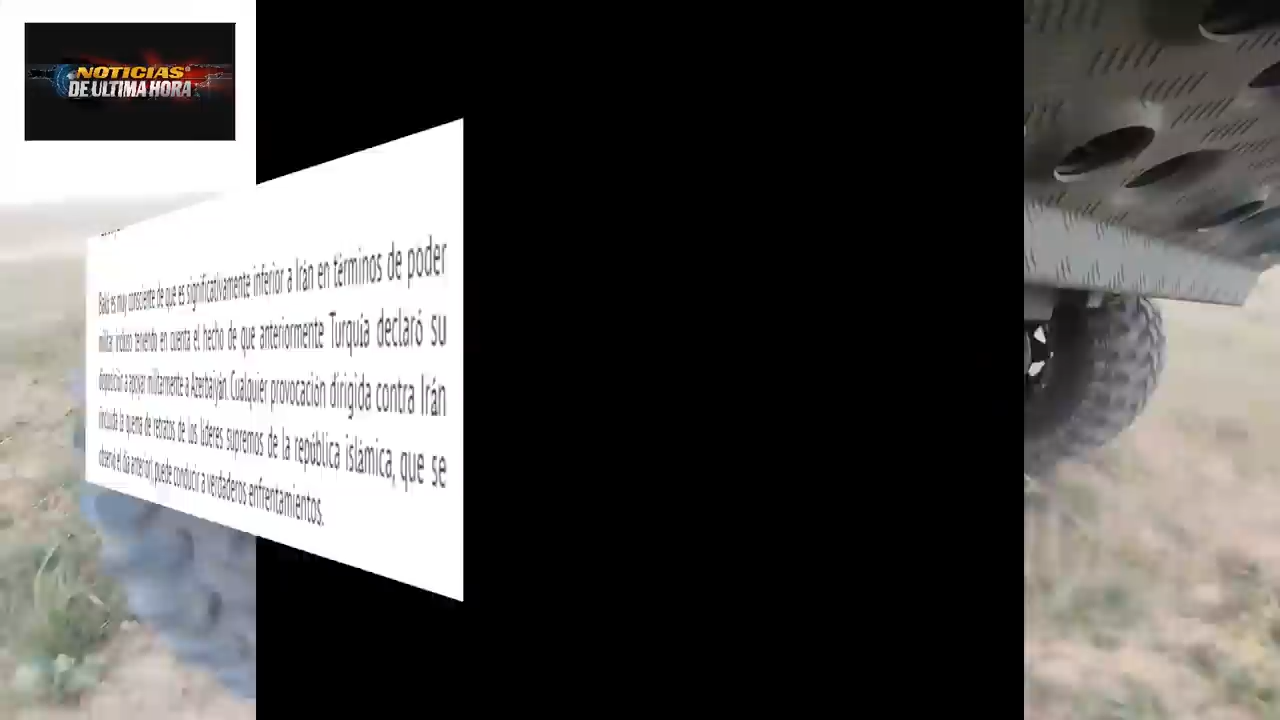 NOTICIAS
DE ULTIMA HORA
Bakú es muy consciente de que es significativamente inferior a Irán en términos de poder
militar incluso teniendo en cuenta el hecho de que anteriormente Turquía declaró su
disposición a apoyar militarmente a Azerbaiyán. Cualquier provocación dirigida contra Irán
incluida la quema de retratos de los líderes supremos de la república islámica, que se
observó el día anterior, puede conducir a verdaderos enfrentamientos.